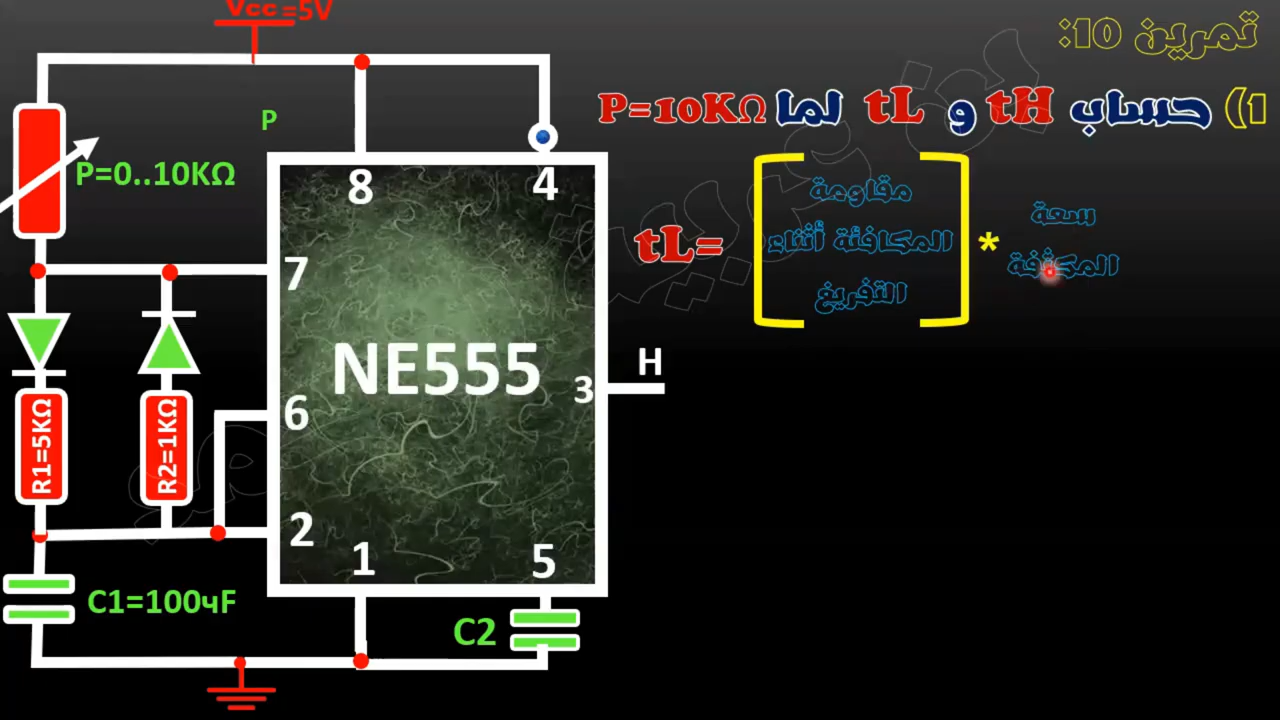 Vcc=5V
تمرين 10:
1) حساب tH و tL لما P=10KΩ
P
P=0..10KΩ
8
4
مقاومة
المكافئة أثناء
التفريغ
tL=
*
سعة
المكثفة
7
NE555
6
3
H
R1=5KΩ
R2=1KΩ
2
1
5
C1=100чF
C2